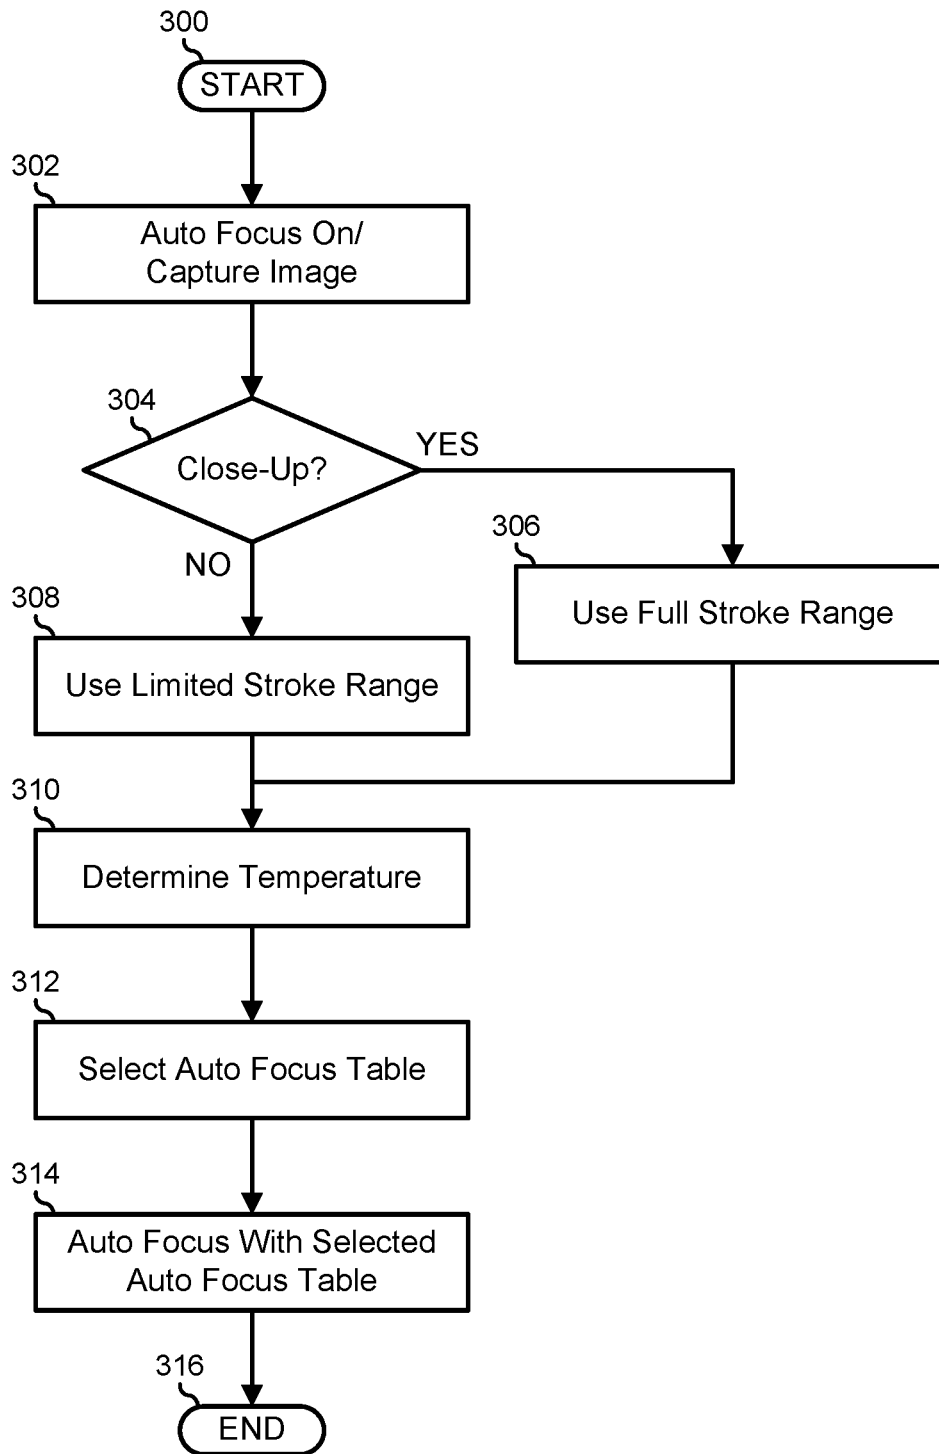 300
START
302
Auto Focus On/
Capture Image
304
Close-Up?
YES
NO
306
Use Full Stroke Range
308
Use Limited Stroke Range
310
Determine Temperature
312
Select Auto Focus Table
314
Auto Focus With Selected
Auto Focus Table
316
END